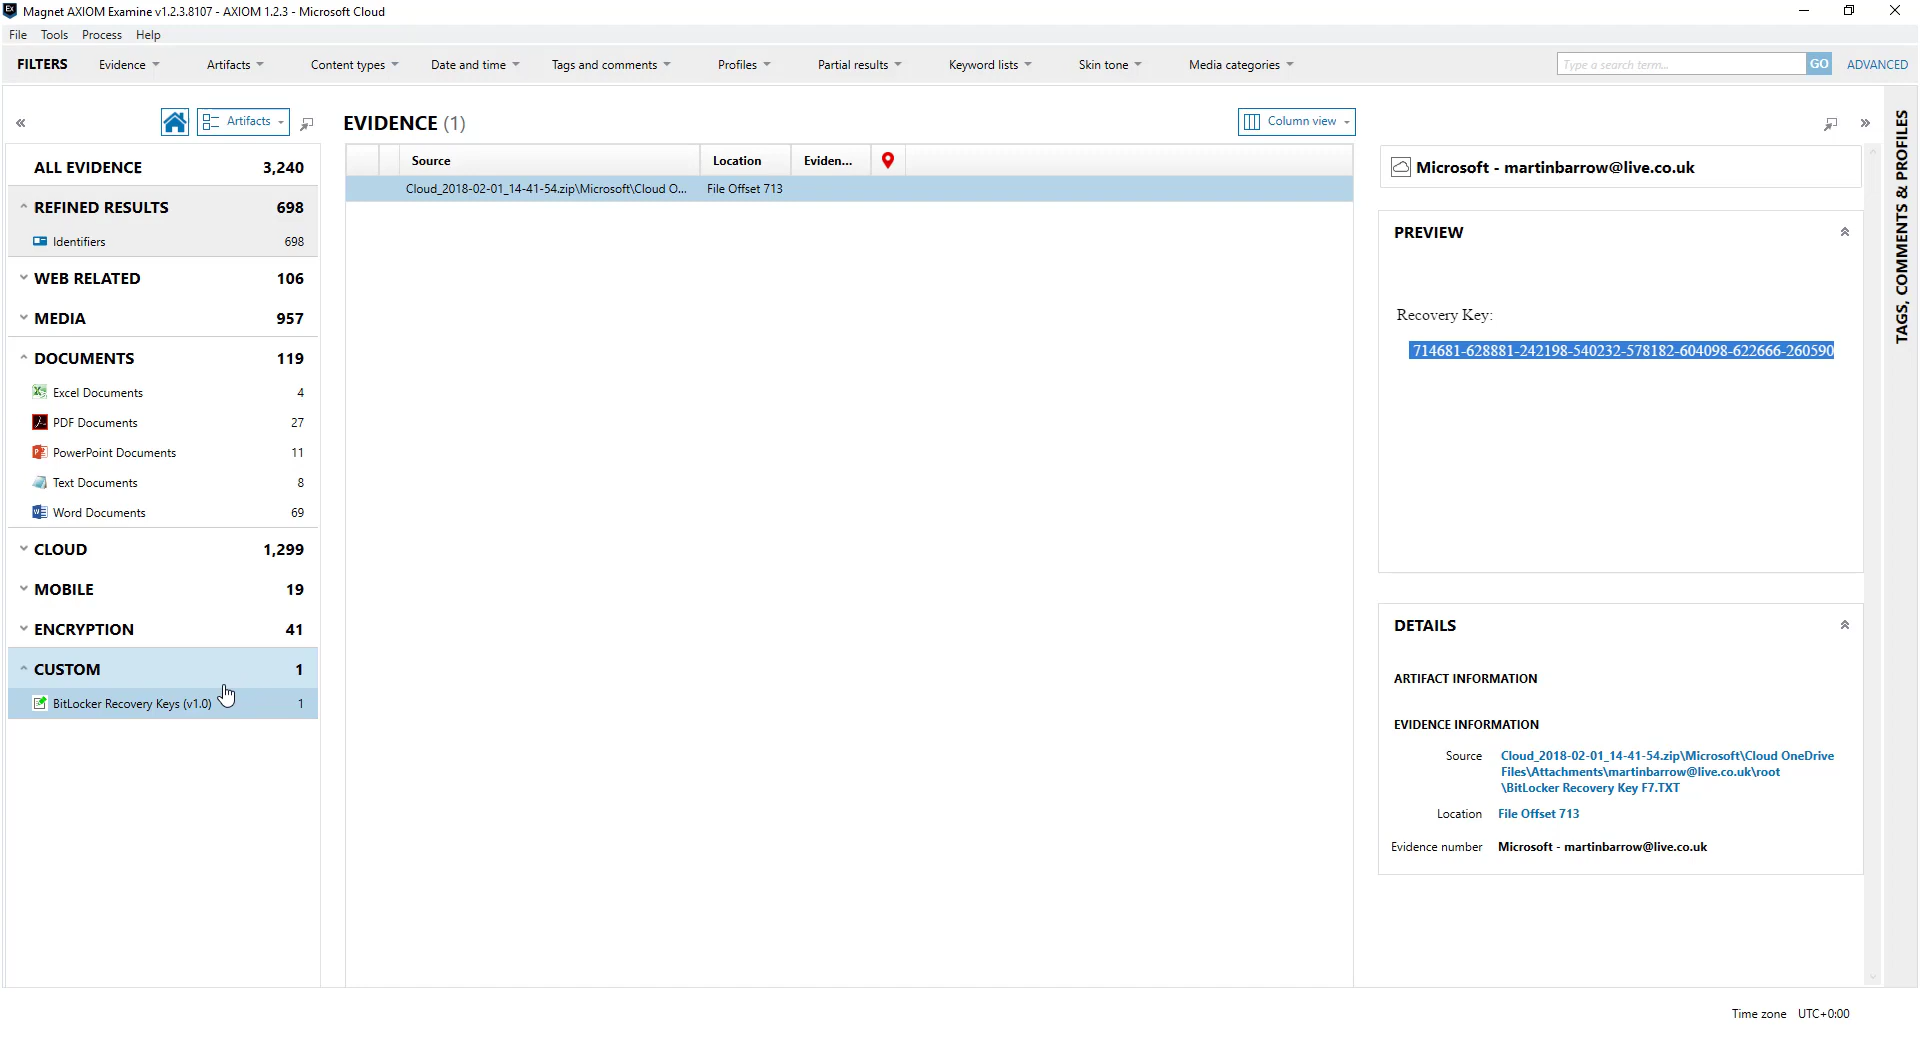 Magnet AXIOM Examine v1.2.3.8107 - AXIOM 1.2.3 - Microsoft Cloud
File Tools Process Help
FILTERS Evidence Artifacts Content types Date and time Tags and comments Profiles Partial results Keyword lists Skin tone Media categories Type a search term... GO ADVANCED
Artifacts
EVIDENCE (1)
Column view
ALL EVIDENCE 3,240
REFINED RESULTS 698
Identifiers 698
WEB RELATED 106
MEDIA 957
DOCUMENTS 119
Excel Documents 4
PDF Documents 27
PowerPoint Documents 11
Text Documents 8
Word Documents 69
CLOUD 1,299
MOBILE 19
ENCRYPTION 41
CUSTOM 1
BitLocker Recovery Keys (v1.0) 1
Source Location Eviden...
Cloud_2018-02-01_14-41-54.zip\Microsoft\Cloud O... File Offset 713
Microsoft - martinbarrow@live.co.uk
PREVIEW
Recovery Key:
714681-628881-242198-540232-578182-604098-622666-260590
DETAILS
ARTIFACT INFORMATION
EVIDENCE INFORMATION
Source Cloud_2018-02-01_14-41-54.zip\Microsoft\Cloud OneDrive
Files\Attachments\martinbarrow@live.co.uk\root
\BitLocker Recovery Key F7.TXT
Location File Offset 713
Evidence number Microsoft - martinbarrow@live.co.uk
TAGS, COMMENTS & PROFILES
Time zone UTC+0:00